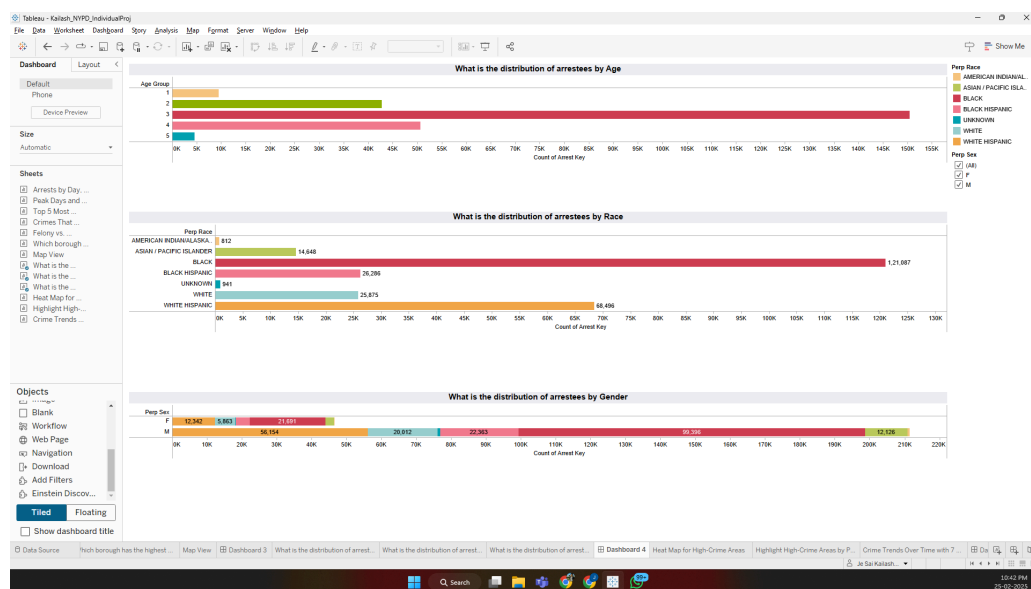 Tableau - Kailash_NYPD_IndividualProj
File Data Worksheet Dashboard Story Analysis Map Format Server Window Help
Show Me
Dashboard Layout
Default
Phone
Device Preview
Size
Automatic
Sheets
Arrests by Day. ...
Peak Days and ...
Top 5 Most ...
Crimes That ...
Felony vs. ...
Which borough ...
Map View
What is the ...
What is the ...
What is the ...
Heat Map for ...
Highlight High-...
Crime Trends ...
Objects
Blank
Workflow
Web Page
Navigation
Download
Add Filters
Einstein Discov...
Tiled Floating
Show dashboard title
What is the distribution of arrestees by Age
Age Group
1
2
3
4
5
0K 5K 10K 15K 20K 25K 30K 35K 40K 45K 50K 55K 60K 65K 70K 75K 80K 85K 90K 95K 100K 105K 110K 115K 120K 125K 130K 135K 140K 145K 150K 155K
Count of Arrest Key
What is the distribution of arrestees by Race
Perp Race
AMERICAN INDIAN/ALASKA.. 812
ASIAN / PACIFIC ISLANDER 14,648
BLACK 1,21,087
BLACK HISPANIC 26,286
UNKNOWN 941
WHITE 25,875
WHITE HISPANIC 68,496
0K 5K 10K 15K 20K 25K 30K 35K 40K 45K 50K 55K 60K 65K 70K 75K 80K 85K 90K 95K 100K 105K 110K 115K 120K 125K 130K
Count of Arrest Key
What is the distribution of arrestees by Gender
Perp Sex
F 12,342 5,863 21,691
M 56,154 20,012 22,363 99,396 12,126
0K 10K 20K 30K 40K 50K 60K 70K 80K 90K 100K 110K 120K 130K 140K 150K 160K 170K 180K 190K 200K 210K 220K
Count of Arrest Key
Perp Race
AMERICAN INDIAN/AL..
ASIAN / PACIFIC ISLA..
BLACK
BLACK HISPANIC
UNKNOWN
WHITE
WHITE HISPANIC
Perp Sex
(All)
F
M
Data Source hich borough has the highest ... Map View Dashboard 3 What is the distribution of arrest... What is the distribution of arrest... What is the distribution of arrest... Dashboard 4 Heat Map for High-Crime Areas Highlight High-Crime Areas by P... Crime Trends Over Time with 7 ... Da
Je Sai Kailash...
Search
99+
10:42 PM
25-02-2025